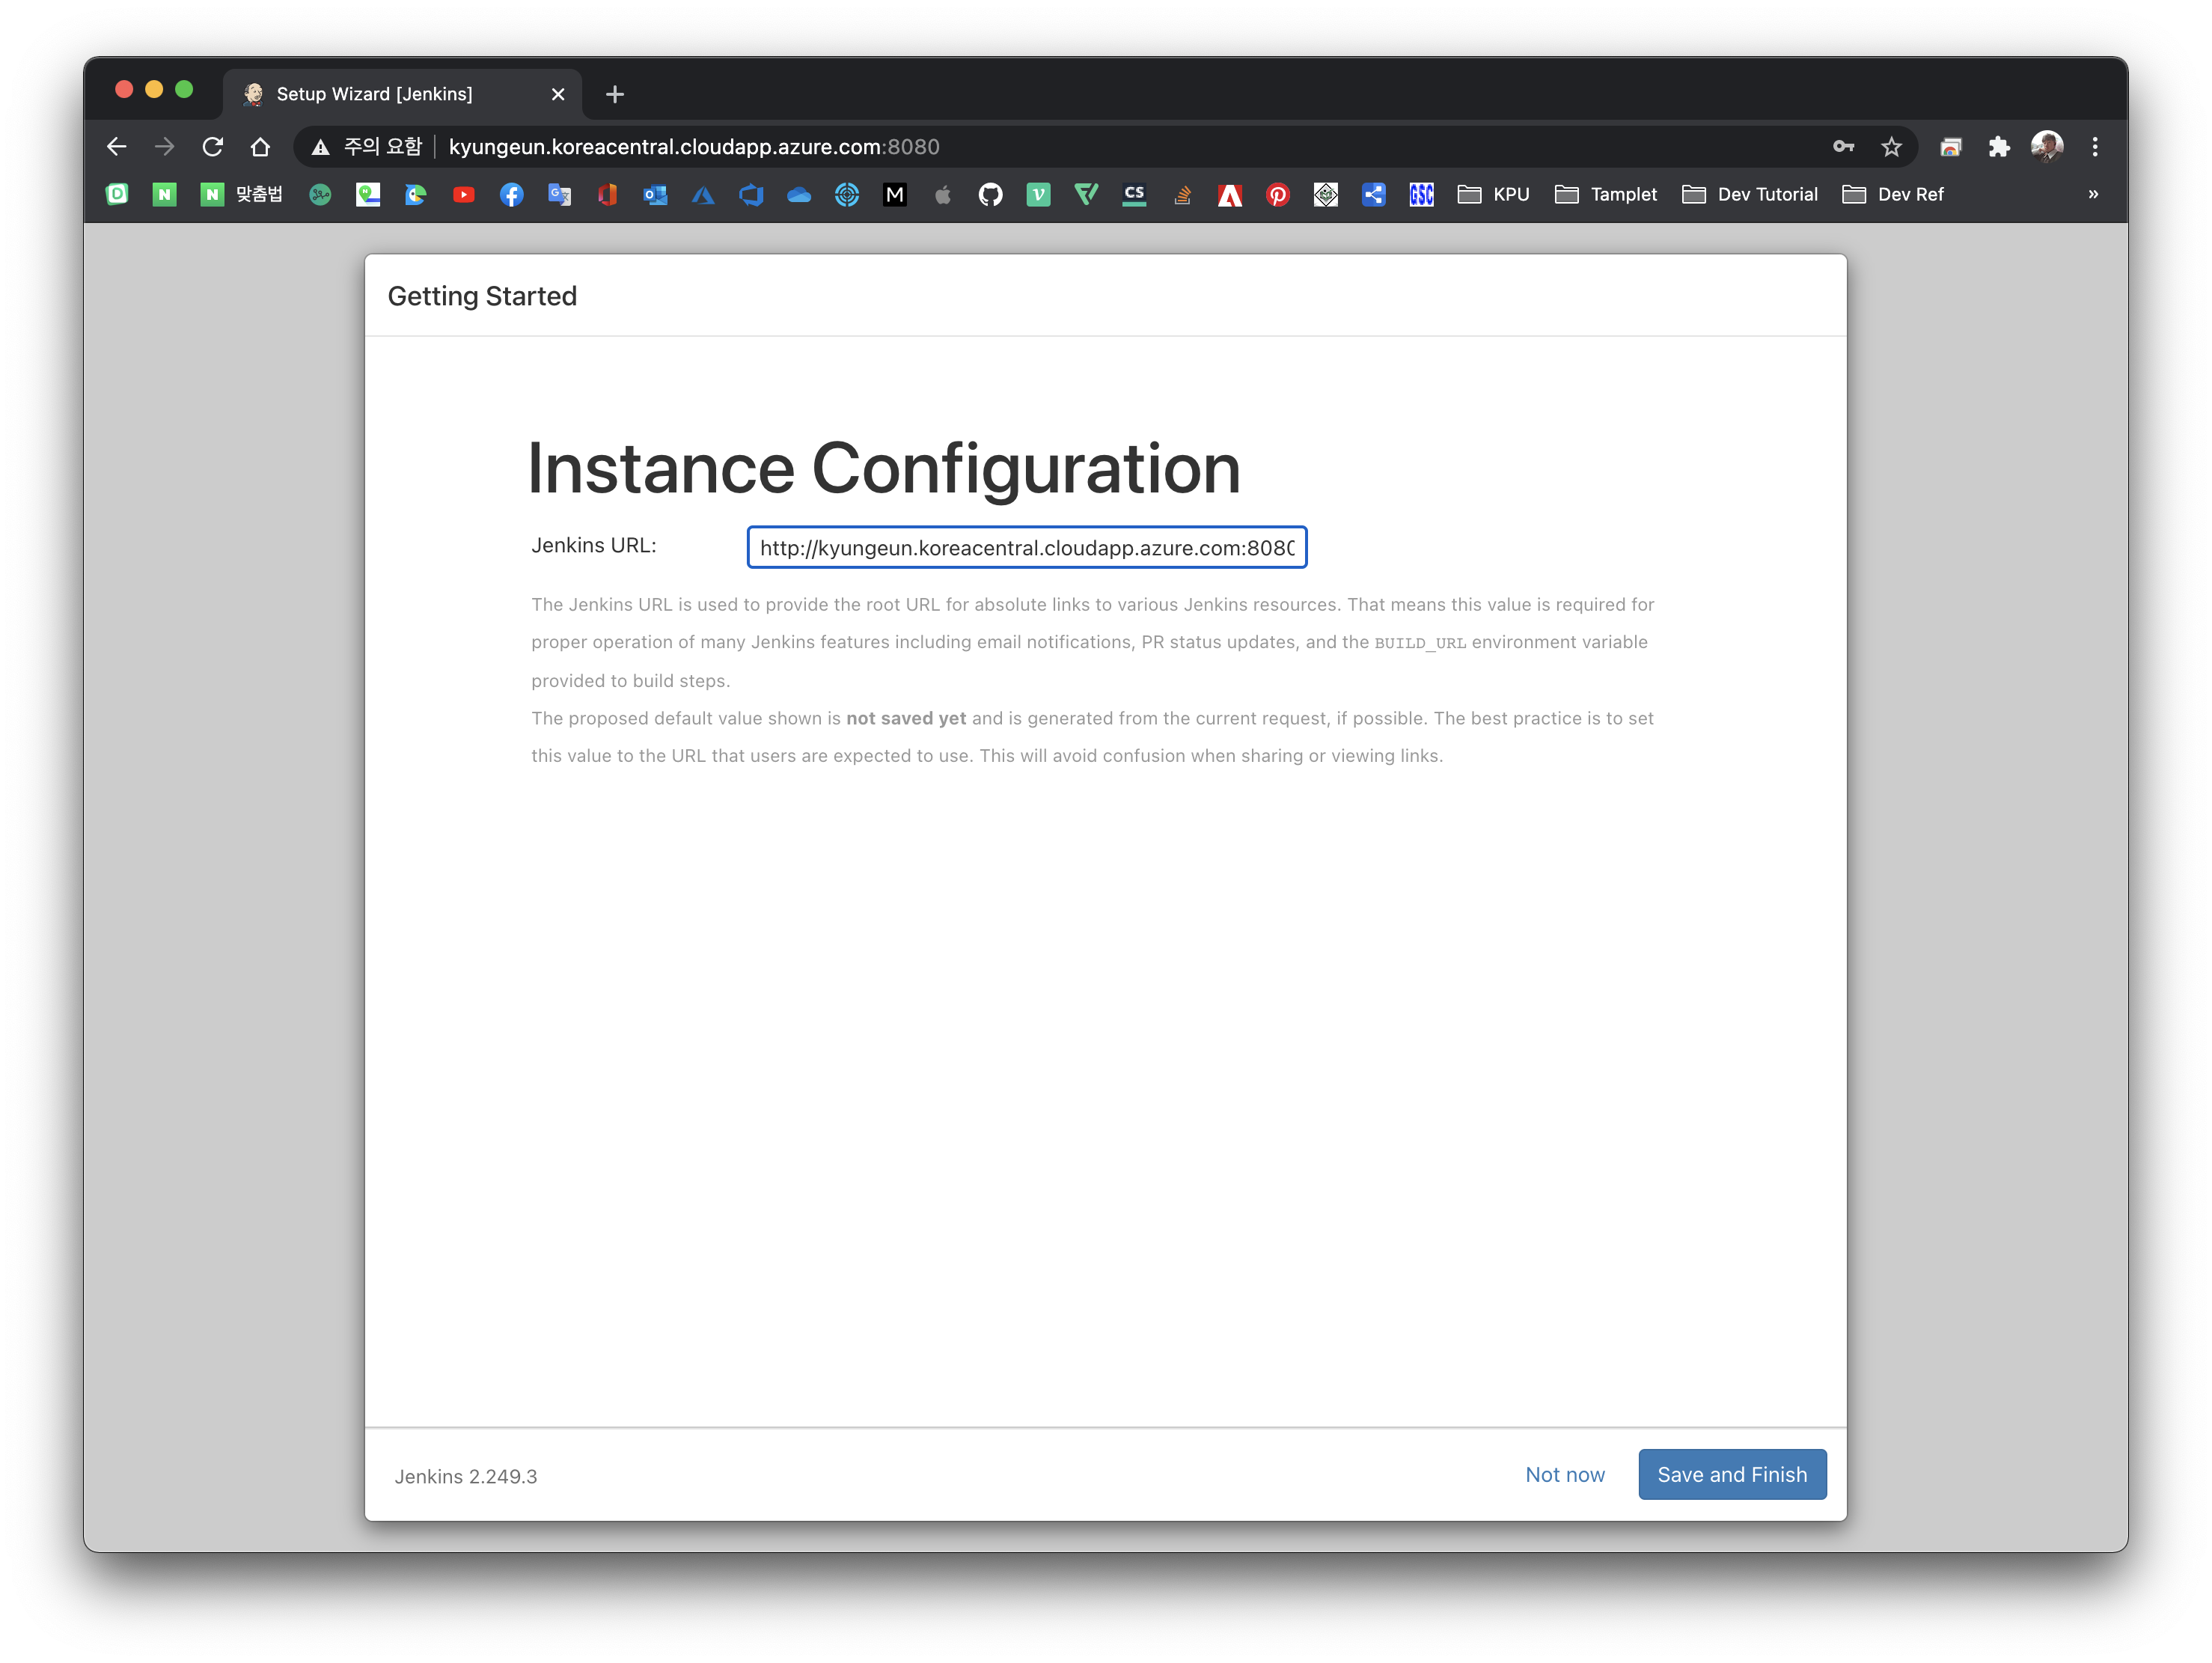 Setup Wizard [Jenkins]
주의 요함 kyungeun.koreacentral.cloudapp.azure.com:8080
맞춤법 M CS GSC KPU Tamplet Dev Tutorial Dev Ref »
Getting Started
Instance Configuration
Jenkins URL: http://kyungeun.koreacentral.cloudapp.azure.com:8080
The Jenkins URL is used to provide the root URL for absolute links to various Jenkins resources. That means this value is required for
proper operation of many Jenkins features including email notifications, PR status updates, and the BUILD_URL environment variable
provided to build steps.
The proposed default value shown is not saved yet and is generated from the current request, if possible. The best practice is to set
this value to the URL that users are expected to use. This will avoid confusion when sharing or viewing links.
Jenkins 2.249.3
Not now
Save and Finish